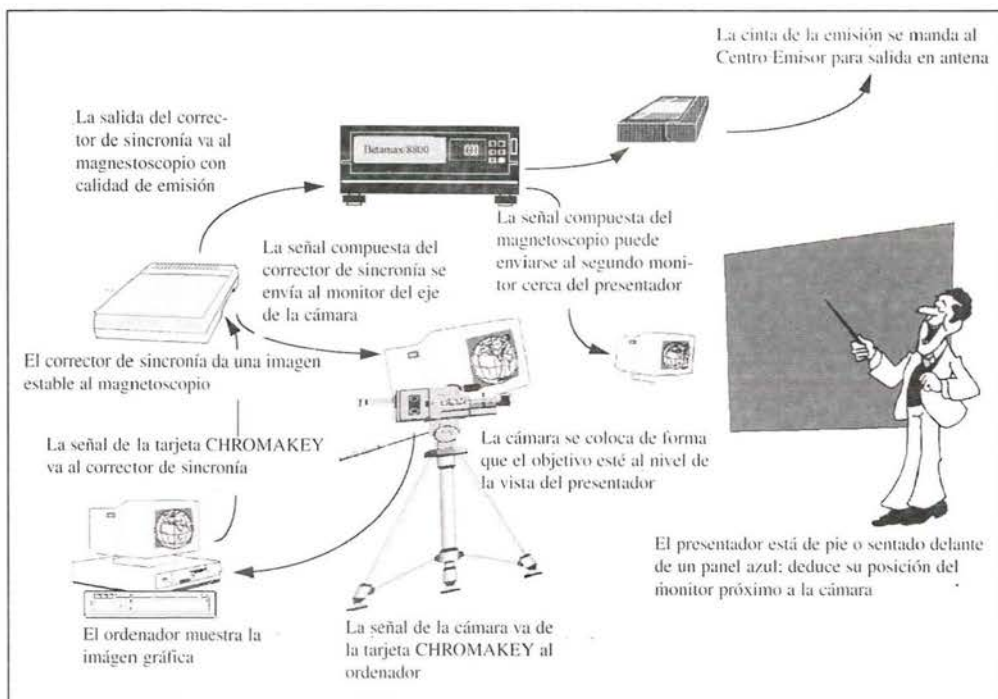 La cinta de la emisión se manda al
Centro Emisor para salida en antena
La salida del correc-
tor de sincronía va al
magnestoscopio con
calidad de emisión
Betamax 8800
La señal compuesta del
magnetoscopio puede
enviarse al segundo moni-
tor cerca del presentador
La señal compuesta del
corrector de sincronía se
envía al monitor del eje
de la cámara
El corrector de sincronía da una imagen
estable al magnetoscopio
La señal de la tarjeta CHROMAKEY
va al corrector de sincronía
La cámara se coloca de forma
que el objetivo esté al nivel de
la vista del presentador
El presentador está de pie o sentado delante
de un panel azul: deduce su posición del
monitor próximo a la cámara
El ordenador muestra la
imágen gráfica
La señal de la cámara va de
la tarjeta CHROMAKEY al
ordenador